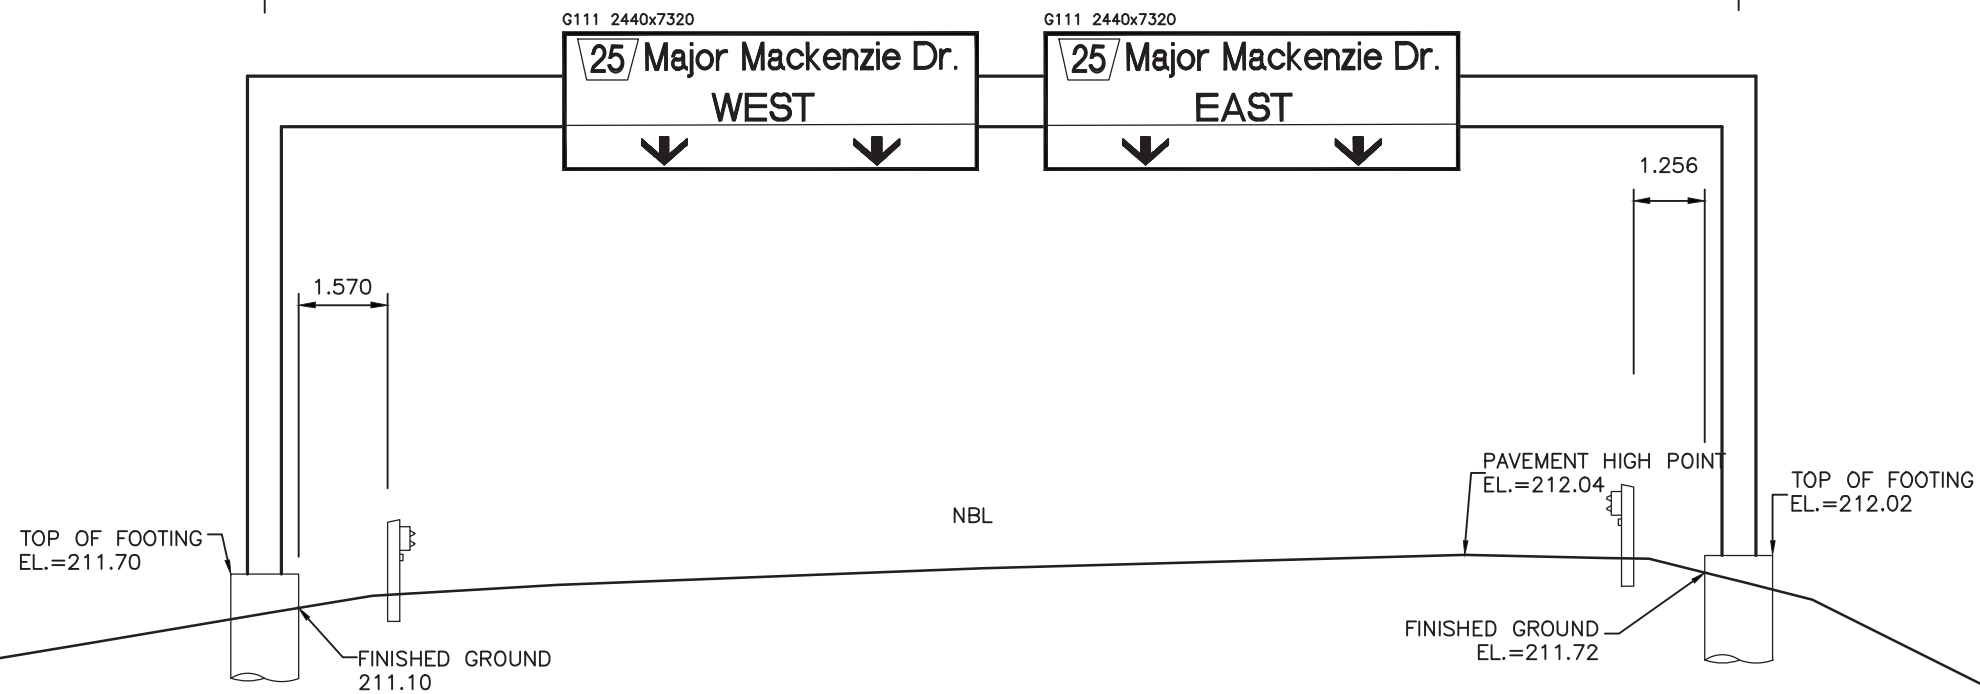 G111 2440x7320
G111 2440x7320
25 Major Mackenzie Dr.
WEST
25 Major Mackenzie Dr.
EAST
1.256
1.570
PAVEMENT HIGH POINT
EL.=212.04
TOP OF FOOTING
EL.=212.02
NBL
TOP OF FOOTING
EL.=211.70
FINISHED GROUND
EL.=211.72
FINISHED GROUND
211.10